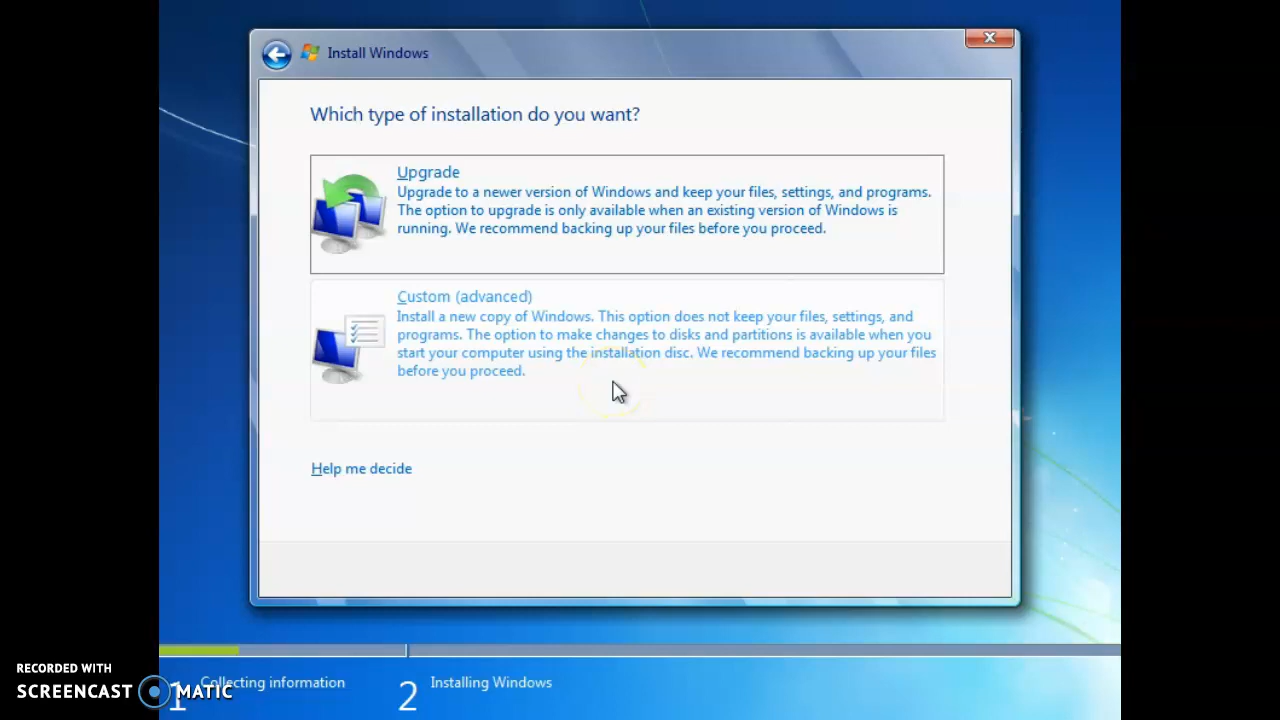 Install Windows
Which type of installation do you want?
Upgrade
Upgrade to a newer version of Windows and keep your files, settings, and programs.
The option to upgrade is only available when an existing version of Windows is
running. We recommend backing up your files before you proceed.
Custom (advanced)
Install a new copy of Windows. This option does not keep your files, settings, and
programs. The option to make changes to disks and partitions is available when you
start your computer using the installation disc. We recommend backing up your files
before you proceed.
Help me decide
1 Collecting information
2 Installing Windows
RECORDED WITH
SCREENCAST MATIC